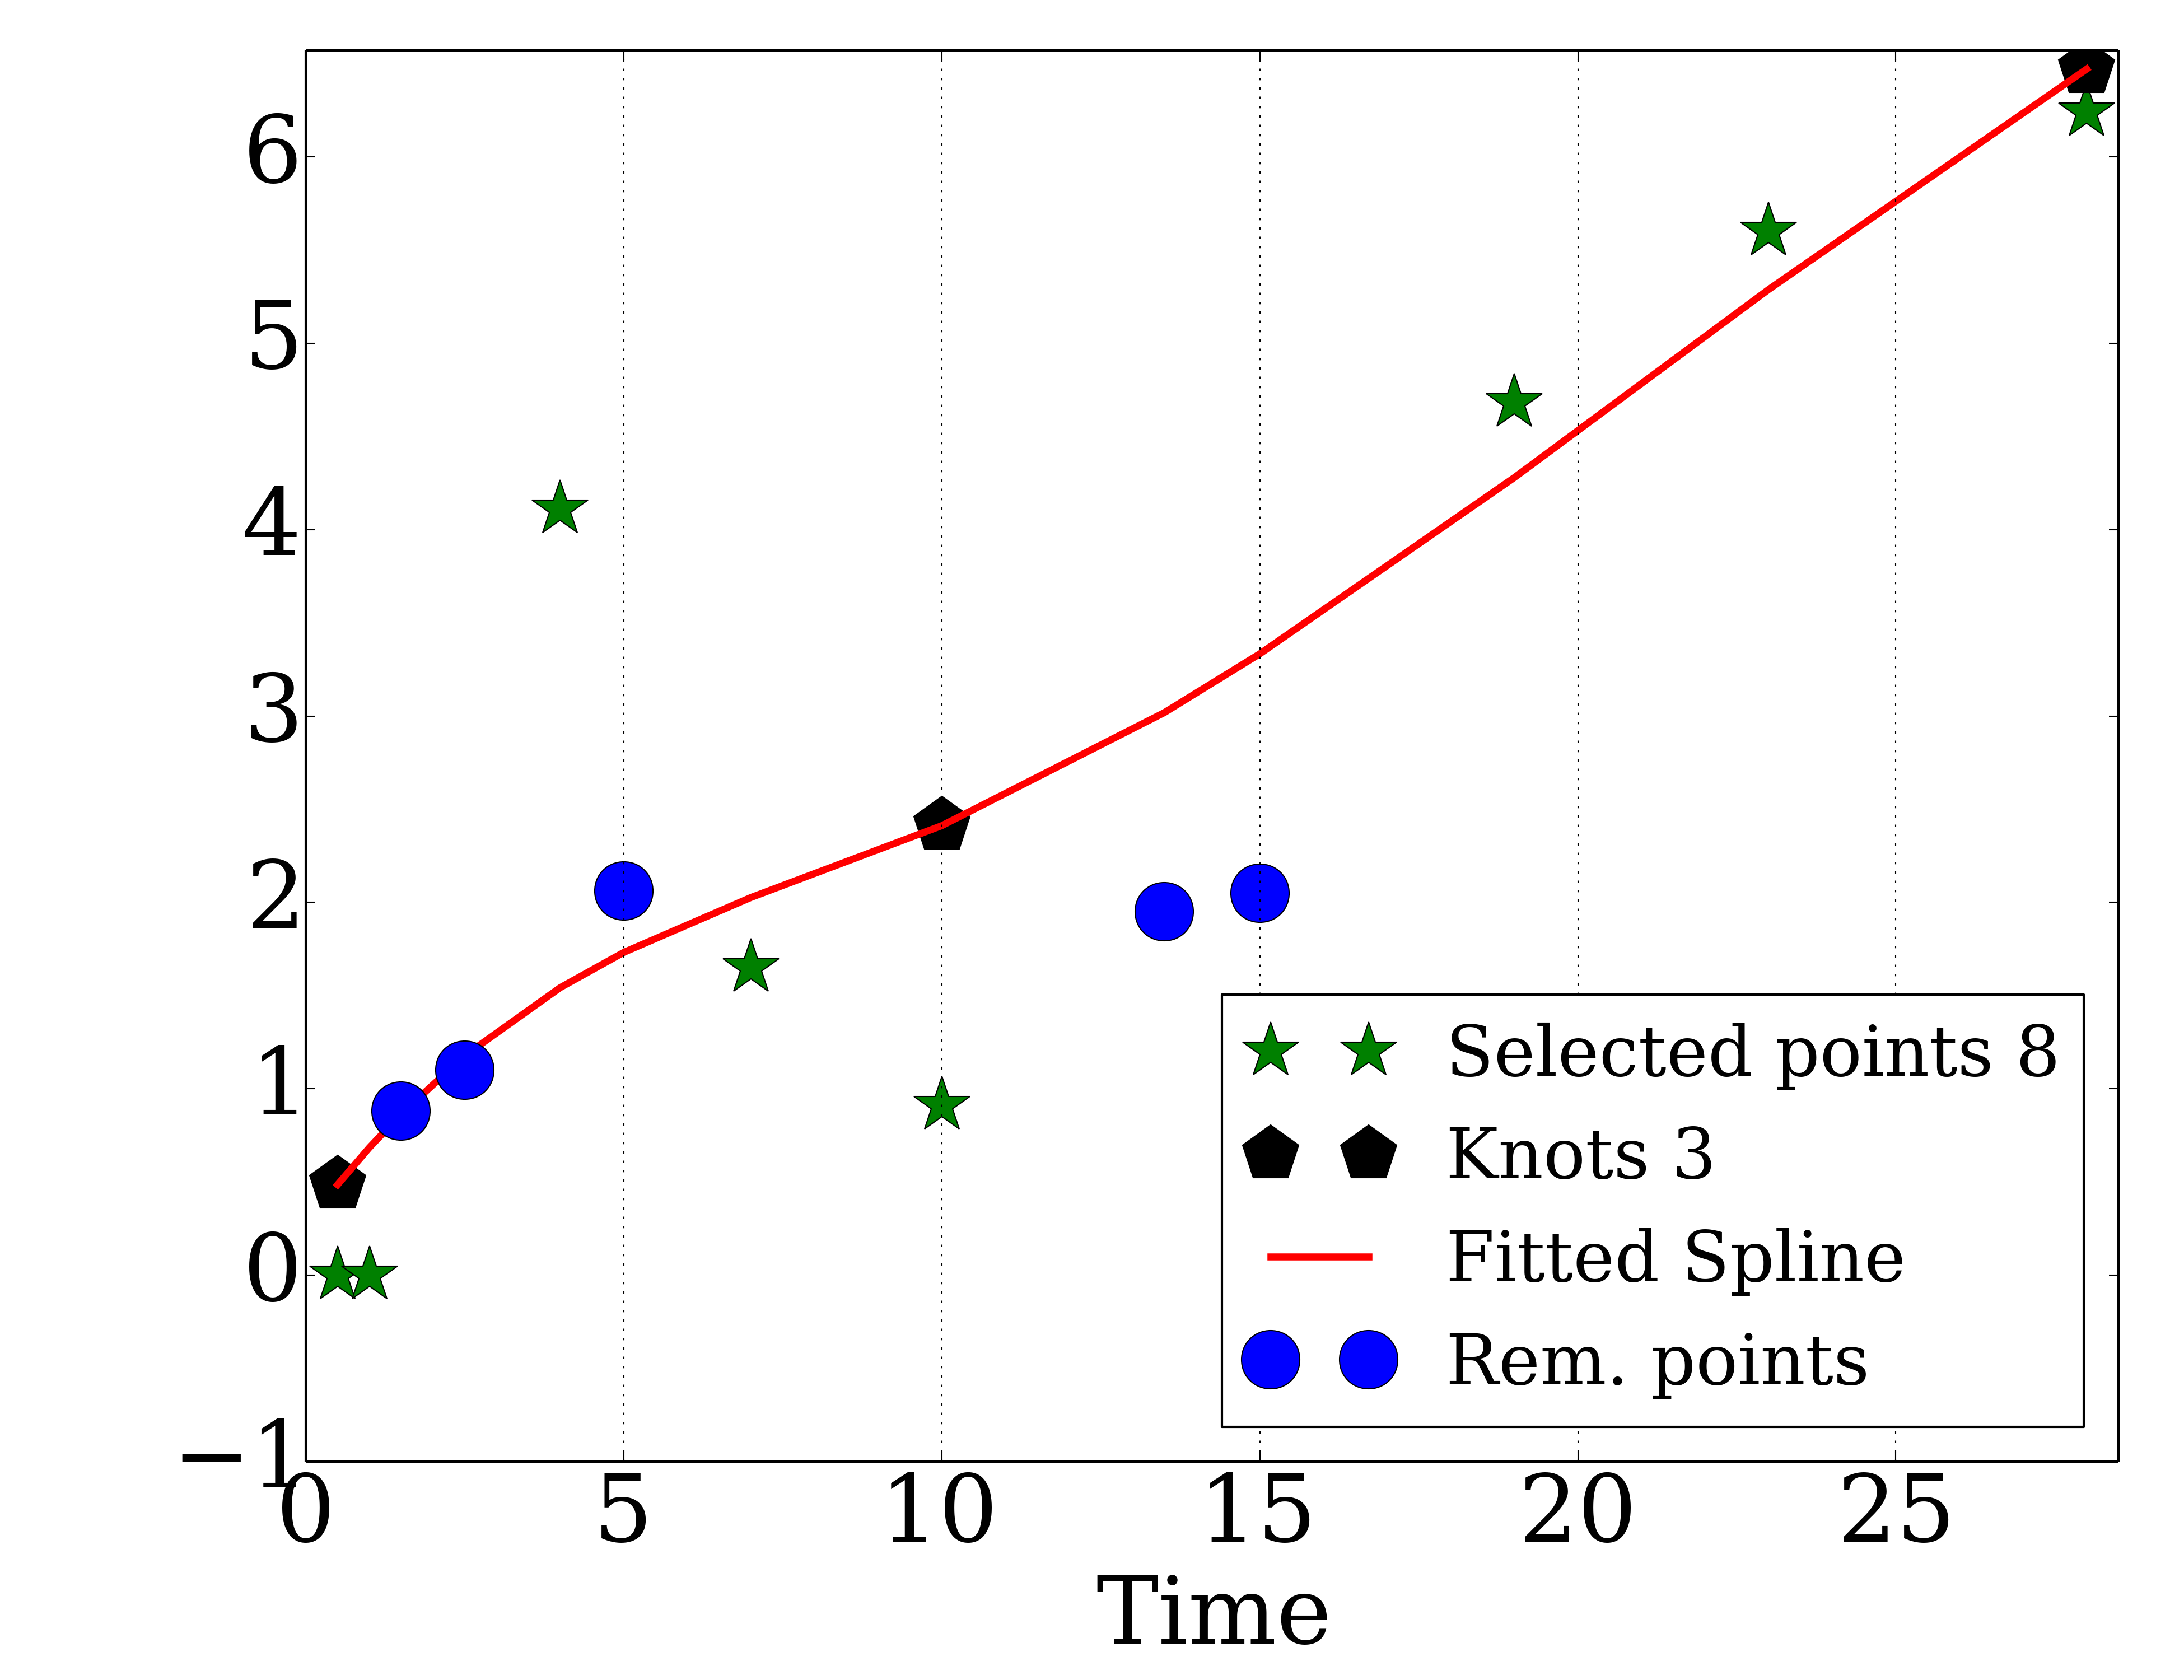 6
5
4
3
2
1
0
−1
0 5 10 15 20 25
Time
Selected points 8
Knots 3
Fitted Spline
Rem. points